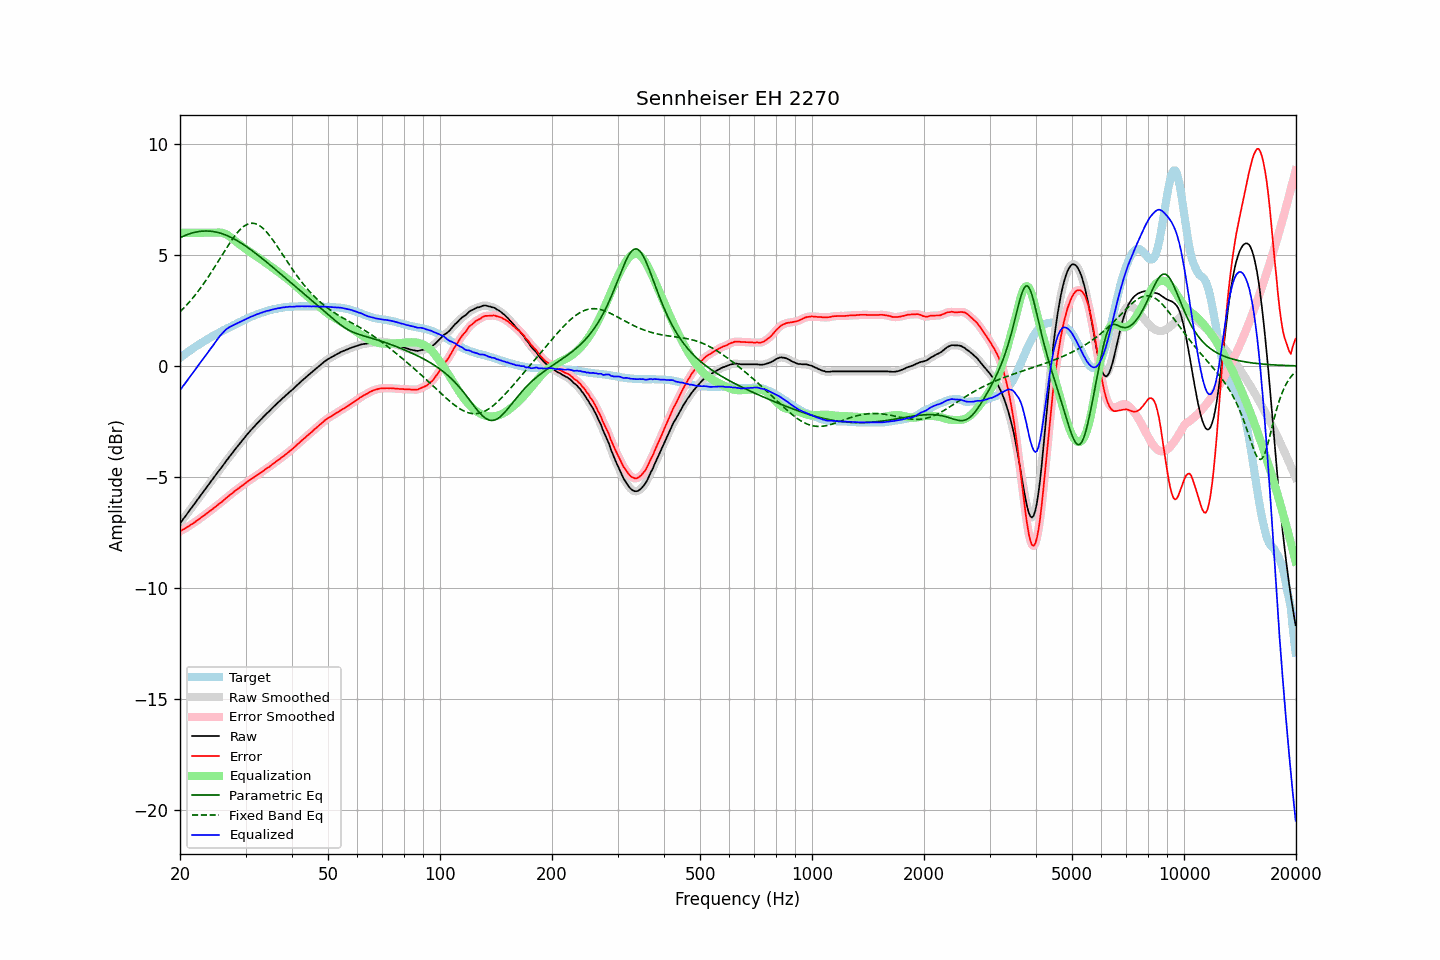 Sennheiser EH 2270
Amplitude (dBr)
10
5
0
−5
−10
−15
−20
Target
Raw Smoothed
Error Smoothed
Raw
Error
Equalization
Parametric Eq
Fixed Band Eq
Equalized
20 50 100 200 500 1000 2000 5000 10000 20000
Frequency (Hz)